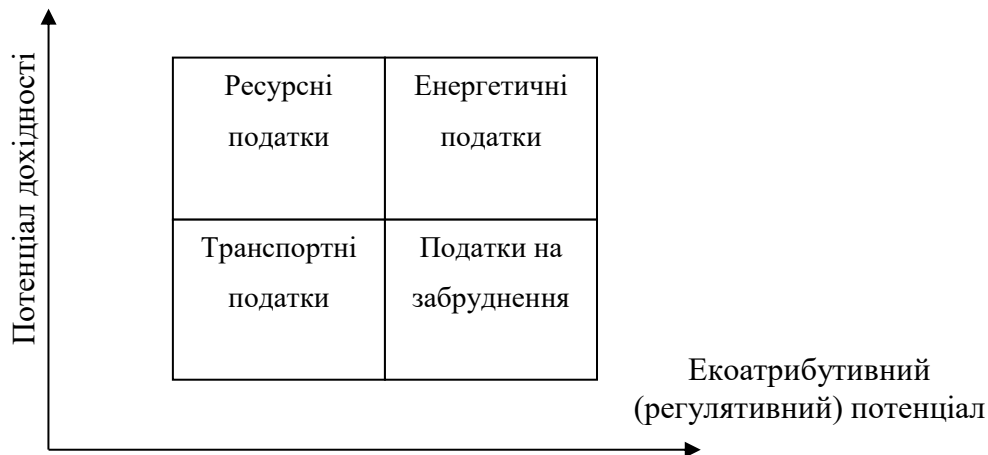 Потенціал дохідності
Ресурсні
податки
Енергетичні
податки
Транспортні
податки
Податки на
забруднення
Екоатрибутивний
(регулятивний) потенціал